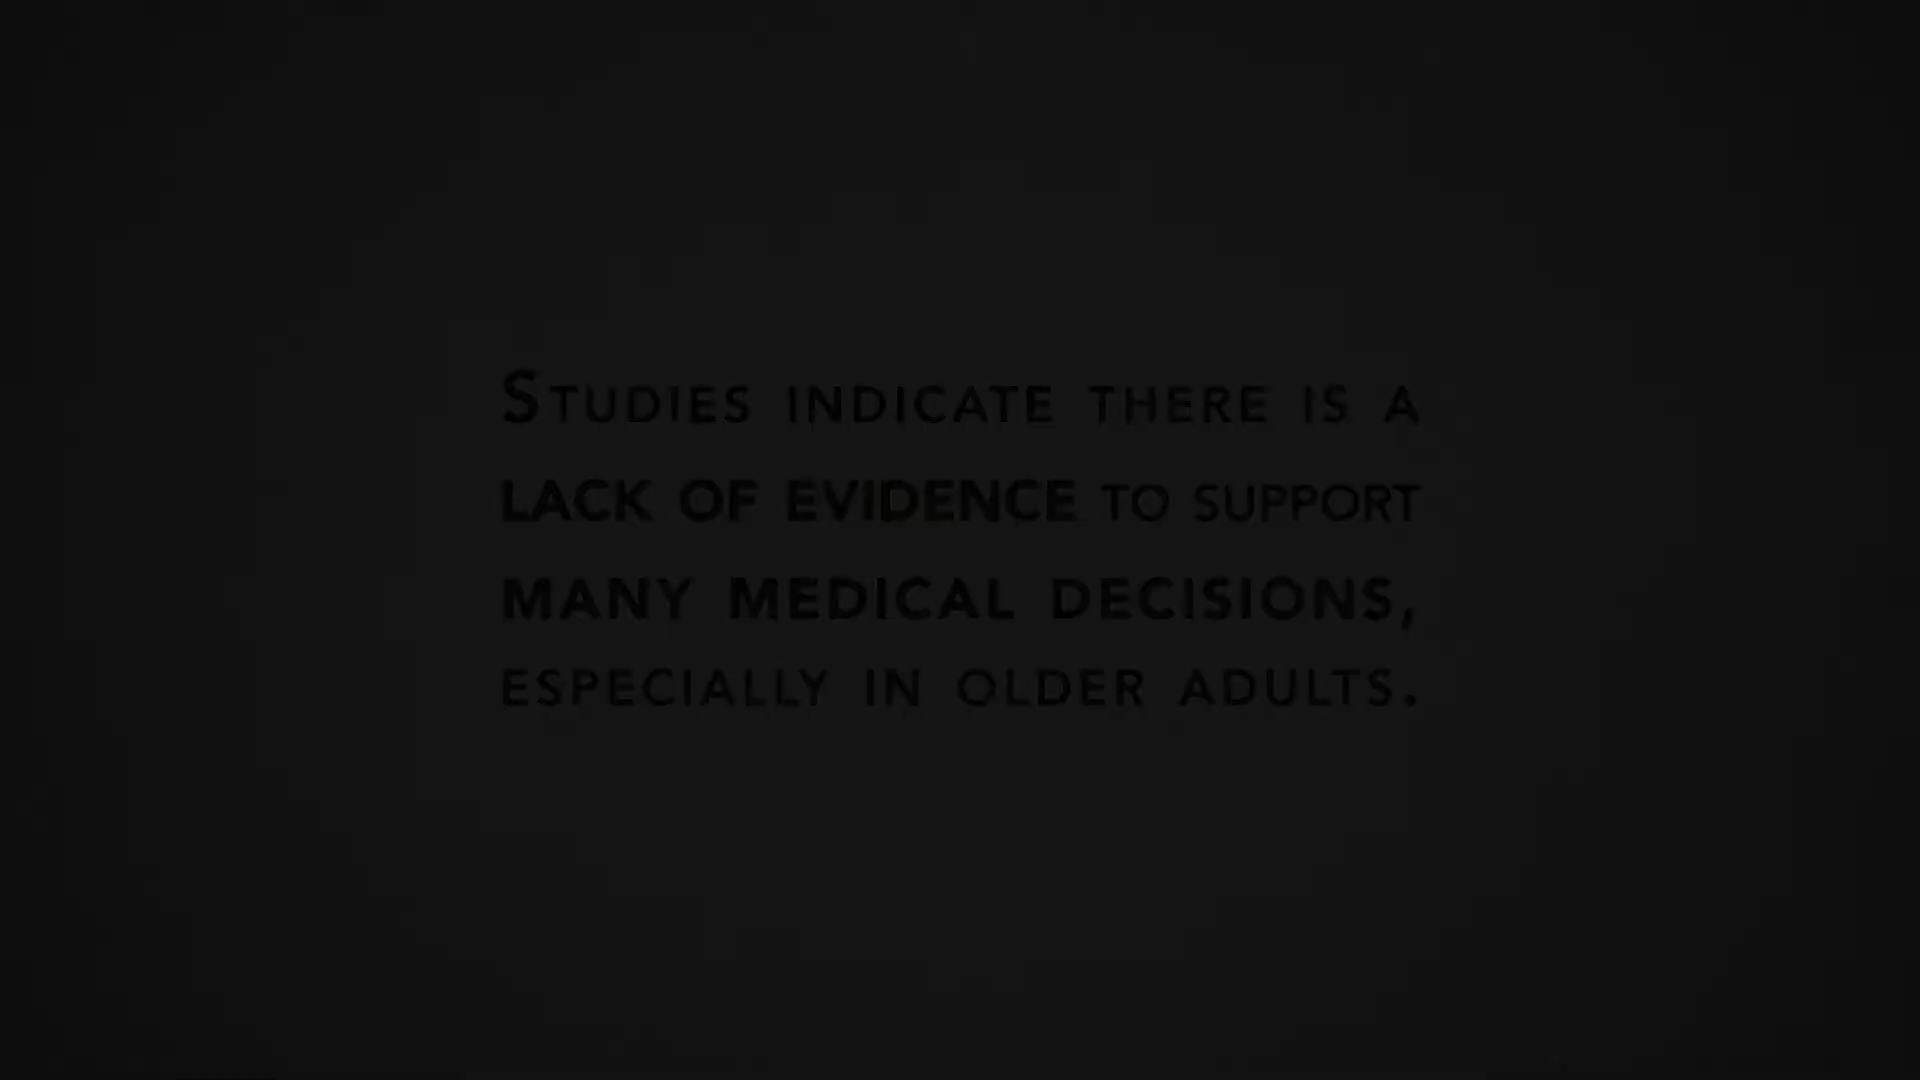 STUDIES INDICATE THERE IS A
LACK OF EVIDENCE TO SUPPORT
MANY MEDICAL DECISIONS,
ESPECIALLY IN OLDER ADULTS.